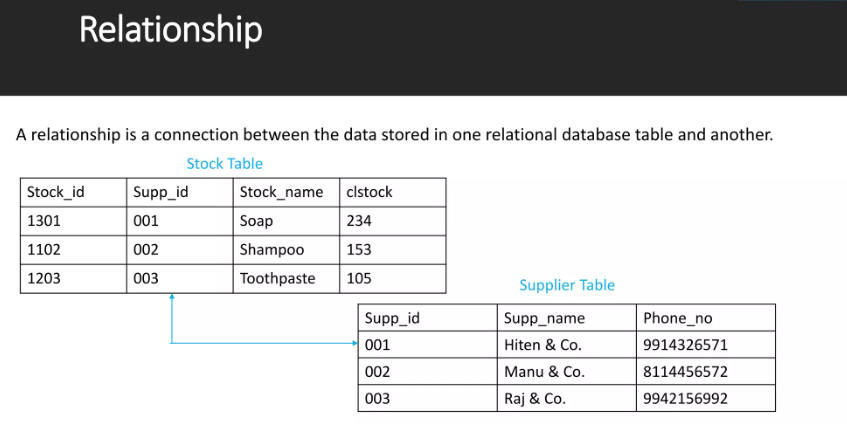 Relationship
A relationship is a connection between the data stored in one relational database table and another.
Stock Table
Stock_id Supp_id Stock_name clstock
1301 001 Soap 234
1102 002 Shampoo 153
1203 003 Toothpaste 105
Supplier Table
Supp_id Supp_name Phone_no
001 Hiten & Co. 9914326571
002 Manu & Co. 8114456572
003 Raj & Co. 9942156992